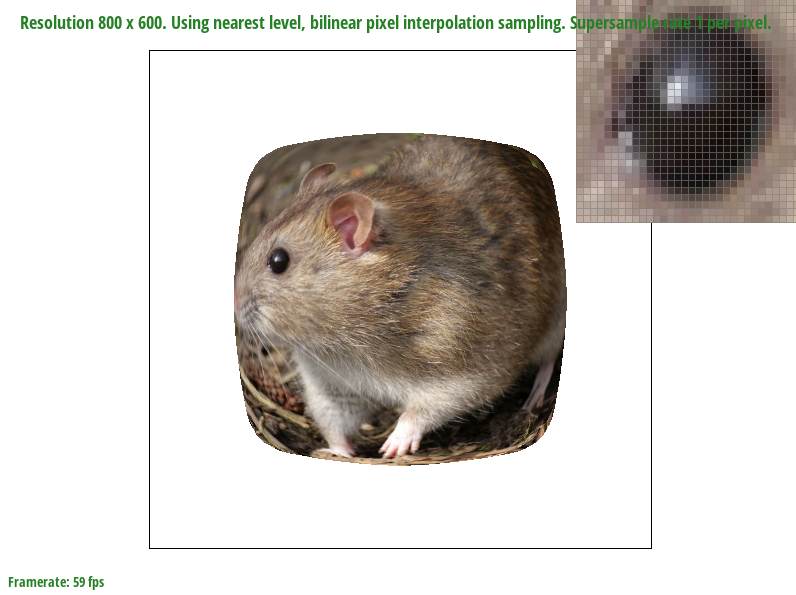 Resolution 800 x 600. Using nearest level, bilinear pixel interpolation sampling. Supersample rate 1 per pixel.
Framerate: 59 fps